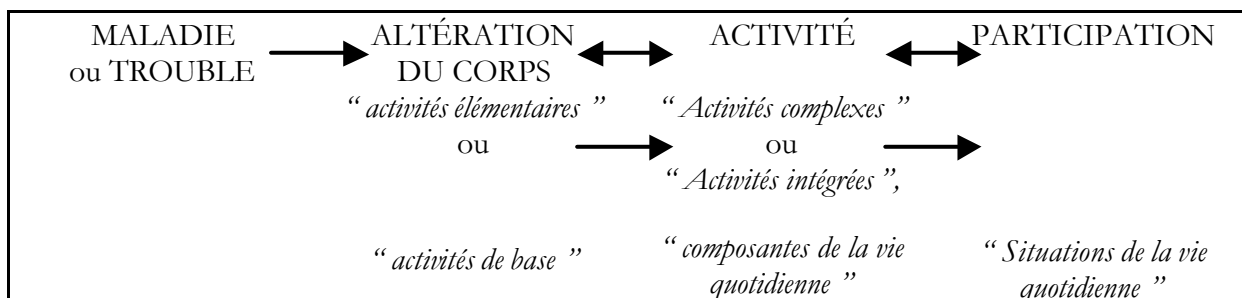 MALADIE ALTÉRATION ACTIVITÉ PARTICIPATION
ou TROUBLE DU CORPS
“ activités élémentaires ” “ Activités complexes ”
ou ou
“ Activités intégrées ”,
“ activités de base ” “ composantes de la vie “ Situations de la vie
quotidienne ” quotidienne ”